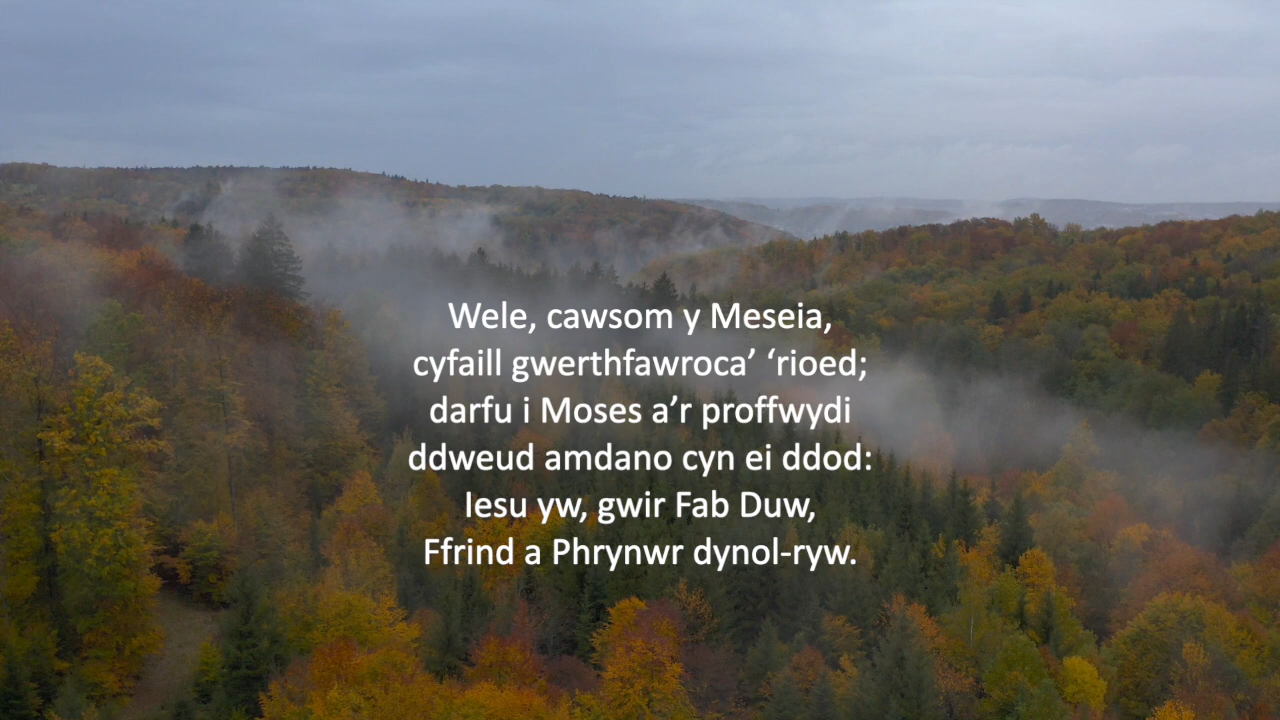 Wele, cawsom y Meseia,
cyfaill gwerthfawroca’ ‘rioed;
darfu i Moses a’r proffwydi
ddweud amdano cyn ei ddod:
Iesu yw, gwir Fab Duw,
Ffrind a Phrynwr dynol-ryw.